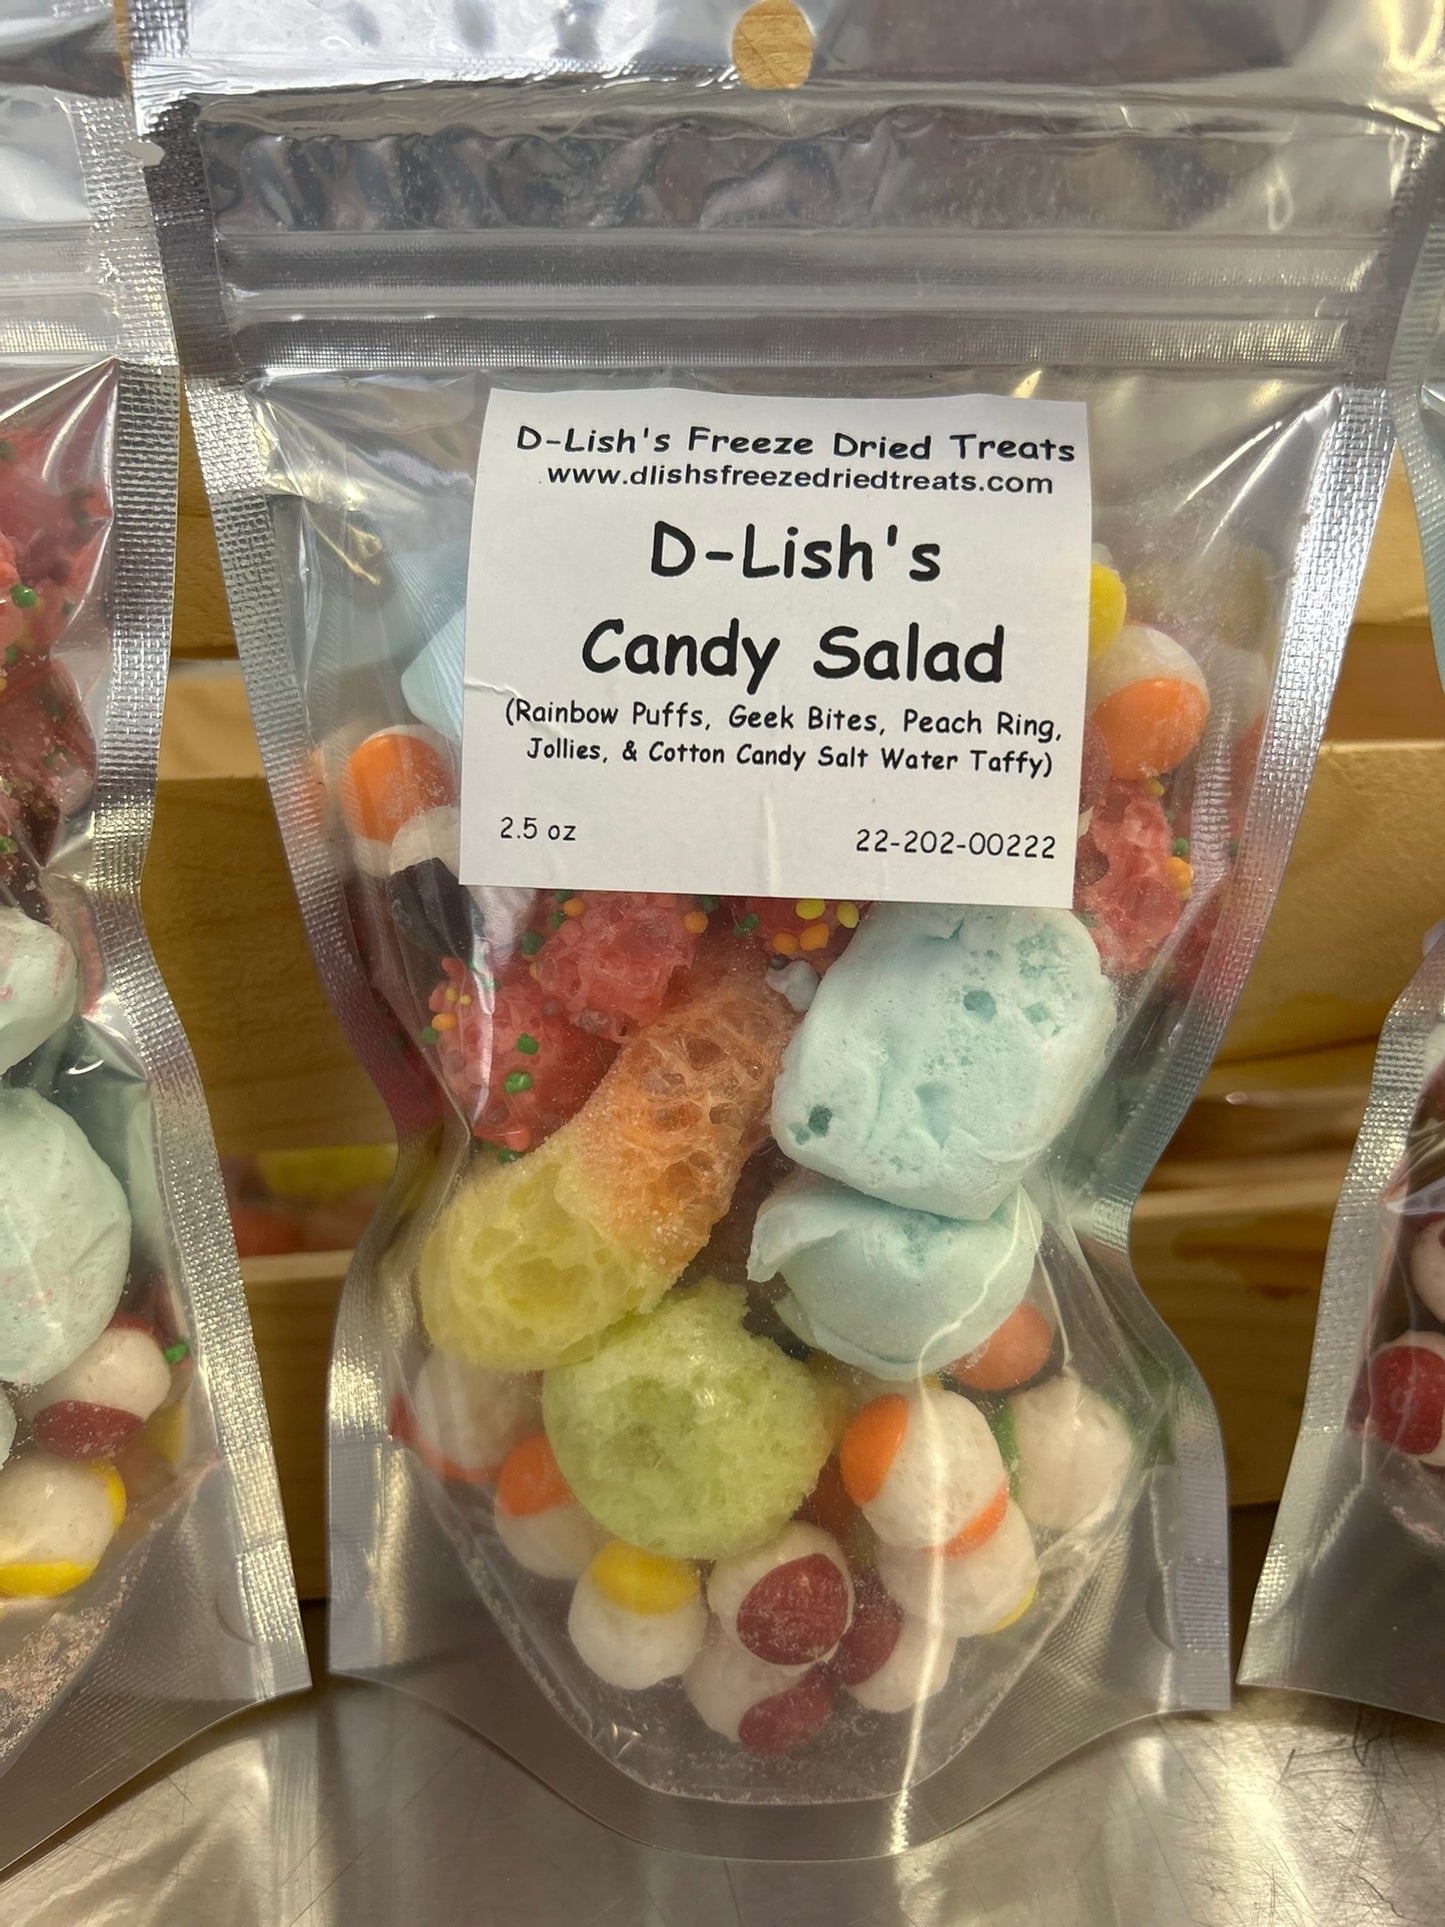 D-Lish's Freeze Dried Treats
www.dlishsfreezedriedtreats.com
D-Lish's
Candy Salad
(Rainbow Puffs, Geek Bites, Peach Ring,
Jollies, & Cotton Candy Salt Water Taffy)
2.5 oz 22-202-00222